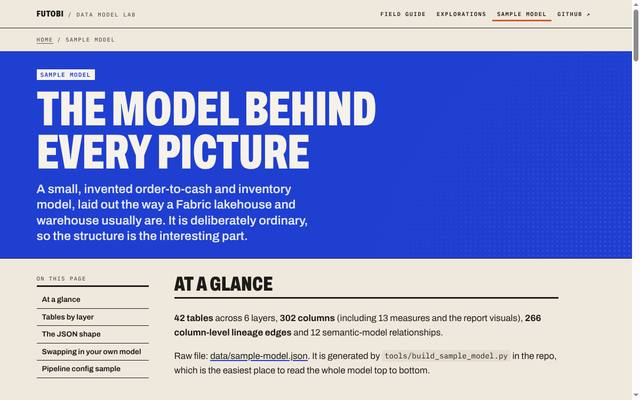 FUTOBI / DATA MODEL LAB
FIELD GUIDE EXPLORATIONS SAMPLE MODEL GITHUB ↗
HOME / SAMPLE MODEL
SAMPLE MODEL
THE MODEL BEHIND
EVERY PICTURE
A small, invented order-to-cash and inventory
model, laid out the way a Fabric lakehouse and
warehouse usually are. It is deliberately ordinary,
so the structure is the interesting part.
ON THIS PAGE
At a glance
Tables by layer
The JSON shape
Swapping in your own model
Pipeline config sample
AT A GLANCE
42 tables across 6 layers, 302 columns (including 13 measures and the report visuals), 266
column-level lineage edges and 12 semantic-model relationships.
Raw file: data/sample-model.json. It is generated by tools/build_sample_model.py in the repo,
which is the easiest place to read the whole model top to bottom.